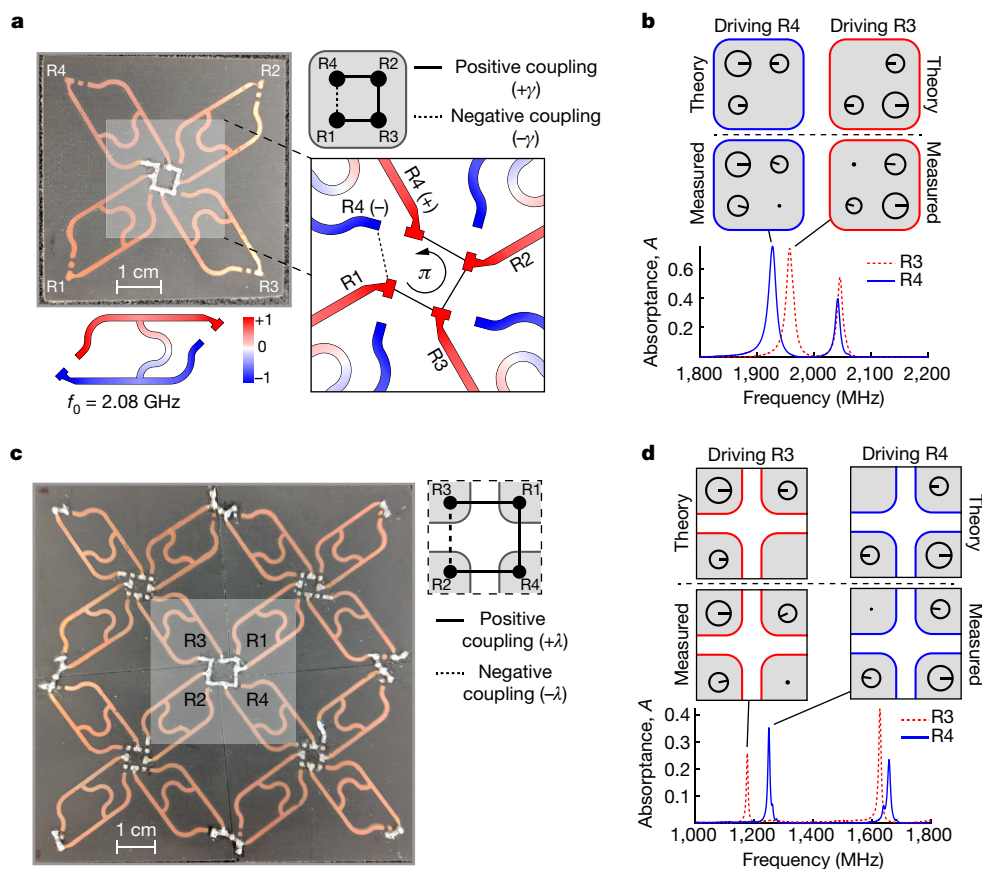 a
R4
R2
R1
R3
1 cm
+1
0
−1
f0 = 2.08 GHz
R4
R2
R1
R3
Positive coupling
(+γ)
Negative coupling
(−γ)
R4 (+)
R4 (−)
R1
R2
R3
π
b
Driving R4
Driving R3
Theory
Theory
Measured
Measured
Absorptance, A
0.6
0.4
0.2
R3
R4
1,800
1,900
2,000
2,100
2,200
Frequency (MHz)
c
R3
R1
R2
R4
1 cm
R3
R1
R2
R4
Positive
coupling (+λ)
Negative
coupling (−λ)
d
Driving R3
Driving R4
Theory
Theory
Measured
Measured
Absorptance, A
0.4
0.3
0.2
0.1
R3
R4
1,000
1,200
1,400
1,600
1,800
Frequency (MHz)